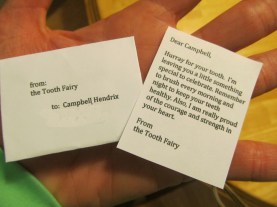 from:
the Tooth Fairy
to: Campbell Hendrix
Dear Campbell,
Hurray for your tooth. I'm
leaving you a little something
special to celebrate. Remember
to brush every morning and
night to keep your teeth
healthy. Also, I am really proud
of the courage and strength in
your heart.
From
the Tooth Fairy